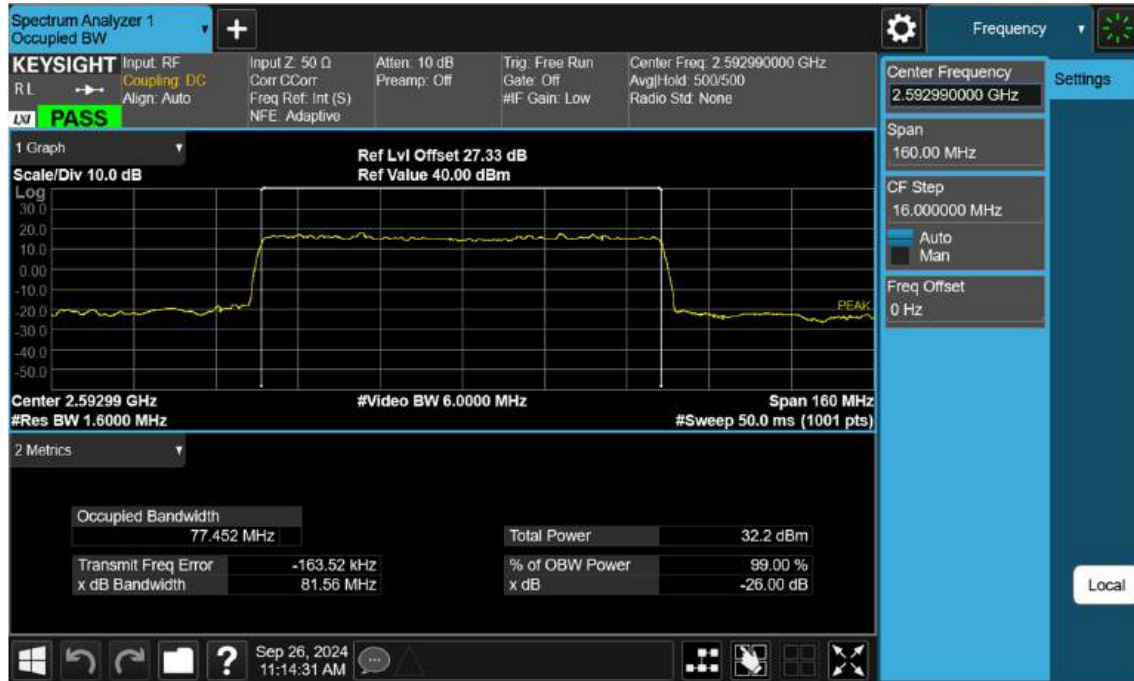 Spectrum Analyzer 1
Occupied BW
+
Frequency
KEYSIGHT
RL
LXI PASS
Input: RF
Coupling: DC
Align: Auto
Input Z: 50 Ω
Corr CCorr
Freq Ref: Int (S)
NFE: Adaptive
Atten: 10 dB
Preamp: Off
Trig: Free Run
Gate: Off
#IF Gain: Low
Center Freq: 2.592990000 GHz
Avg|Hold: 500/500
Radio Std: None
Center Frequency
2.592990000 GHz
Settings
Span
160.00 MHz
CF Step
16.000000 MHz
Auto
Man
Freq Offset
0 Hz
Local
1 Graph
Scale/Div 10.0 dB
Ref Lvl Offset 27.33 dB
Ref Value 40.00 dBm
Log
30.0
20.0
10.0
0.00
-10.0
-20.0
-30.0
-40.0
-50.0
PEAK
Center 2.59299 GHz
#Res BW 1.6000 MHz
#Video BW 6.0000 MHz
Span 160 MHz
#Sweep 50.0 ms (1001 pts)
2 Metrics
Occupied Bandwidth
77.452 MHz
Transmit Freq Error -163.52 kHz
x dB Bandwidth 81.56 MHz
Total Power 32.2 dBm
% of OBW Power 99.00 %
x dB -26.00 dB
?
Sep 26, 2024
11:14:31 AM